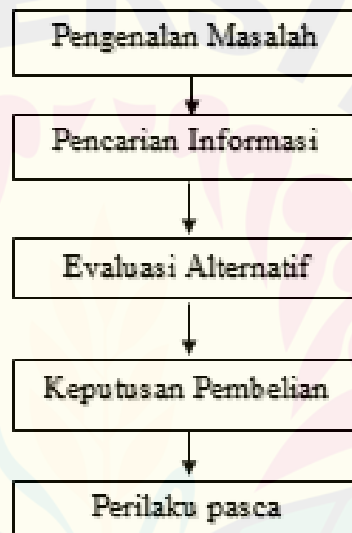 Pengenalan Masalah
Pencarian Informasi
Evaluasi Alternatif
Keputusan Pembelian
Perilaku pasca